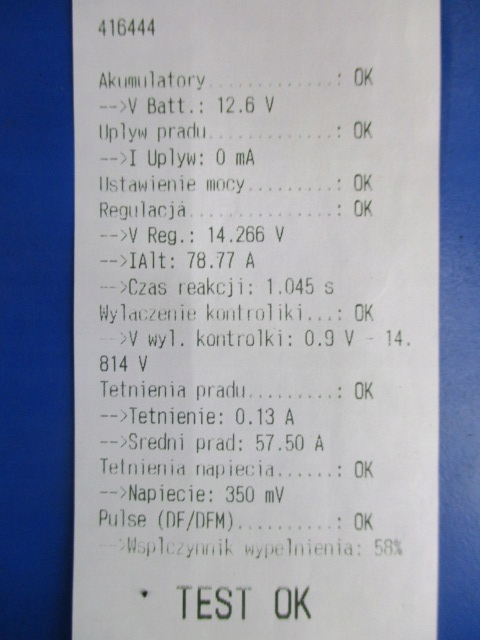 416444
Akumulatory.............: OK
-->V Batt.: 12.6 V
Uplyw pradu.............: OK
-->I Uplyw: 0 mA
Ustawienie mocy.........: OK
Regulacja...............: OK
-->V Reg.: 14.266 V
-->IAlt: 78.77 A
-->Czas reakcji: 1.045 s
Wylaczenie kontroliki...: OK
-->V wyl. kontrolki: 0.9 V - 14.
814 V
Tetnienia pradu.........: OK
-->Tetnienie: 0.13 A
-->Sredni prad: 57.50 A
Tetnienia napiecia......: OK
-->Napiecie: 350 mV
Pulse (DF/DFM)..........: OK
-->Wsplczynnik wypelnienia: 58%
TEST OK